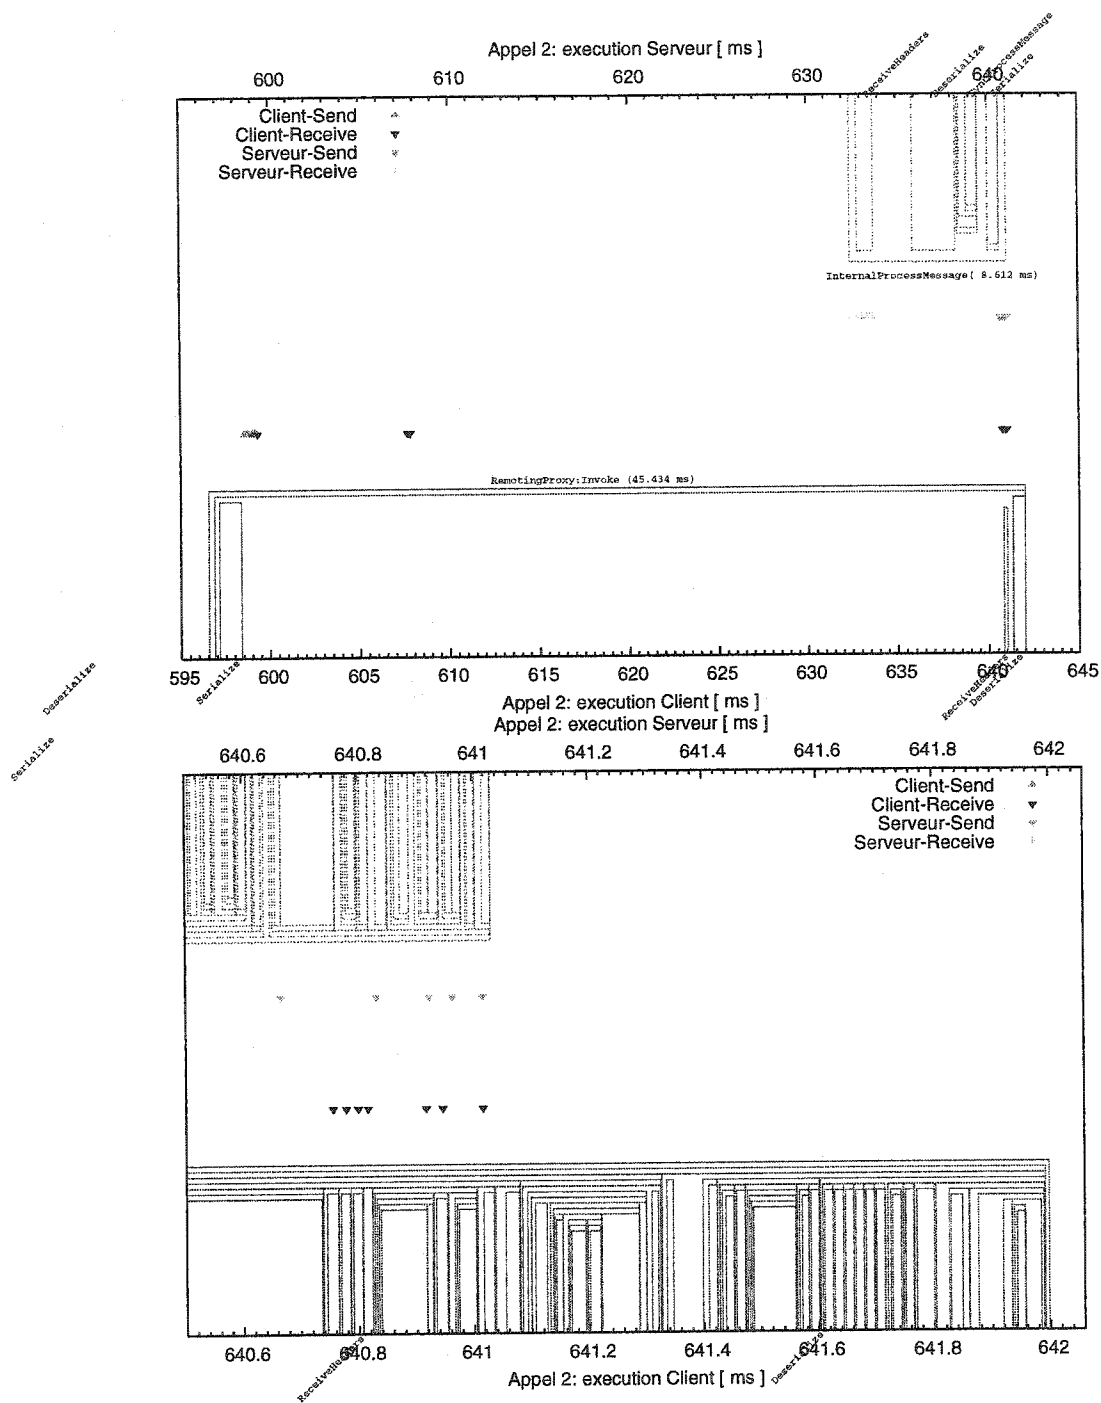 Appel 2: execution Serveur [ ms ]
600 610 620 630 640
ReceiveHeaders
Deserialize
SyncProcessMessage
Serialize
Client-Send
Client-Receive
Serveur-Send
Serveur-Receive
InternalProcessMessage( 8.612 ms)
RemotingProxy:Invoke (45.434 ms)
595 600 605 610 615 620 625 630 635 640 645
Deserialize
Serialize
ReceiveHeaders
Deserialize
Appel 2: execution Client [ ms ]
Appel 2: execution Serveur [ ms ]
Serialize
640.6 640.8 641 641.2 641.4 641.6 641.8 642
Client-Send
Client-Receive
Serveur-Send
Serveur-Receive
640.6 640.8 641 641.2 641.4 641.6 641.8 642
ReceiveHeaders
Deserialize
Appel 2: execution Client [ ms ]